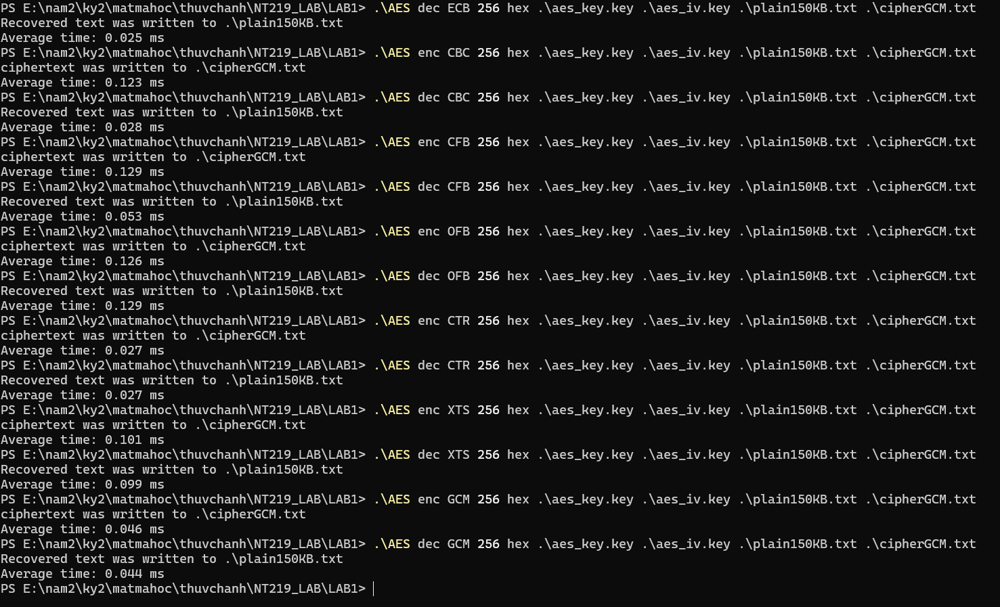 PS E:\nam2\ky2\matmahoc\thuvchanh\NT219_LAB\LAB1> .\AES dec ECB 256 hex .\aes_key.key .\aes_iv.key .\plain150KB.txt .\cipherGCM.txt
Recovered text was written to .\plain150KB.txt
Average time: 0.025 ms
PS E:\nam2\ky2\matmahoc\thuvchanh\NT219_LAB\LAB1> .\AES enc CBC 256 hex .\aes_key.key .\aes_iv.key .\plain150KB.txt .\cipherGCM.txt
ciphertext was written to .\cipherGCM.txt
Average time: 0.123 ms
PS E:\nam2\ky2\matmahoc\thuvchanh\NT219_LAB\LAB1> .\AES dec CBC 256 hex .\aes_key.key .\aes_iv.key .\plain150KB.txt .\cipherGCM.txt
Recovered text was written to .\plain150KB.txt
Average time: 0.028 ms
PS E:\nam2\ky2\matmahoc\thuvchanh\NT219_LAB\LAB1> .\AES enc CFB 256 hex .\aes_key.key .\aes_iv.key .\plain150KB.txt .\cipherGCM.txt
ciphertext was written to .\cipherGCM.txt
Average time: 0.129 ms
PS E:\nam2\ky2\matmahoc\thuvchanh\NT219_LAB\LAB1> .\AES dec CFB 256 hex .\aes_key.key .\aes_iv.key .\plain150KB.txt .\cipherGCM.txt
Recovered text was written to .\plain150KB.txt
Average time: 0.053 ms
PS E:\nam2\ky2\matmahoc\thuvchanh\NT219_LAB\LAB1> .\AES enc OFB 256 hex .\aes_key.key .\aes_iv.key .\plain150KB.txt .\cipherGCM.txt
ciphertext was written to .\cipherGCM.txt
Average time: 0.126 ms
PS E:\nam2\ky2\matmahoc\thuvchanh\NT219_LAB\LAB1> .\AES dec OFB 256 hex .\aes_key.key .\aes_iv.key .\plain150KB.txt .\cipherGCM.txt
Recovered text was written to .\plain150KB.txt
Average time: 0.129 ms
PS E:\nam2\ky2\matmahoc\thuvchanh\NT219_LAB\LAB1> .\AES enc CTR 256 hex .\aes_key.key .\aes_iv.key .\plain150KB.txt .\cipherGCM.txt
ciphertext was written to .\cipherGCM.txt
Average time: 0.027 ms
PS E:\nam2\ky2\matmahoc\thuvchanh\NT219_LAB\LAB1> .\AES dec CTR 256 hex .\aes_key.key .\aes_iv.key .\plain150KB.txt .\cipherGCM.txt
Recovered text was written to .\plain150KB.txt
Average time: 0.027 ms
PS E:\nam2\ky2\matmahoc\thuvchanh\NT219_LAB\LAB1> .\AES enc XTS 256 hex .\aes_key.key .\aes_iv.key .\plain150KB.txt .\cipherGCM.txt
ciphertext was written to .\cipherGCM.txt
Average time: 0.101 ms
PS E:\nam2\ky2\matmahoc\thuvchanh\NT219_LAB\LAB1> .\AES dec XTS 256 hex .\aes_key.key .\aes_iv.key .\plain150KB.txt .\cipherGCM.txt
Recovered text was written to .\plain150KB.txt
Average time: 0.099 ms
PS E:\nam2\ky2\matmahoc\thuvchanh\NT219_LAB\LAB1> .\AES enc GCM 256 hex .\aes_key.key .\aes_iv.key .\plain150KB.txt .\cipherGCM.txt
ciphertext was written to .\cipherGCM.txt
Average time: 0.046 ms
PS E:\nam2\ky2\matmahoc\thuvchanh\NT219_LAB\LAB1> .\AES dec GCM 256 hex .\aes_key.key .\aes_iv.key .\plain150KB.txt .\cipherGCM.txt
Recovered text was written to .\plain150KB.txt
Average time: 0.044 ms
PS E:\nam2\ky2\matmahoc\thuvchanh\NT219_LAB\LAB1>